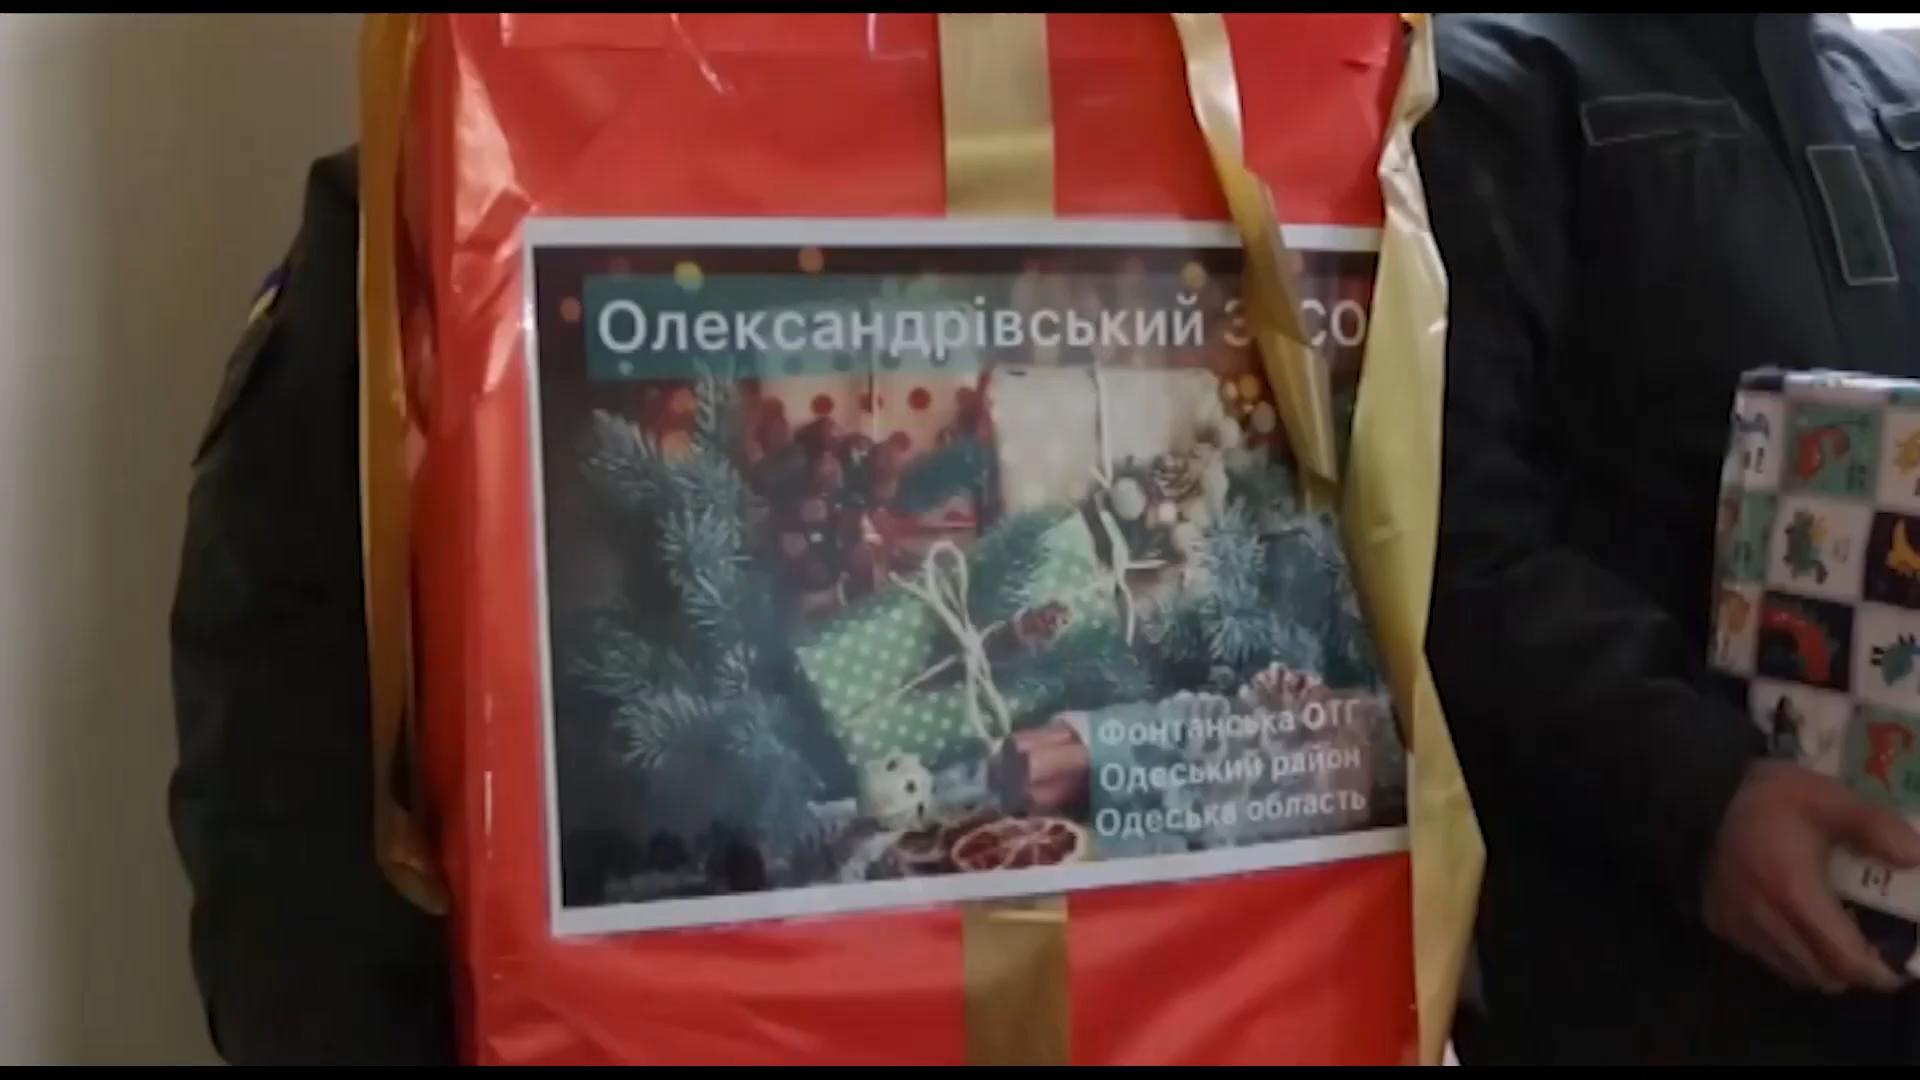 Олександрівський
Фонтанська ОТГ
Одеський район
Одеська область